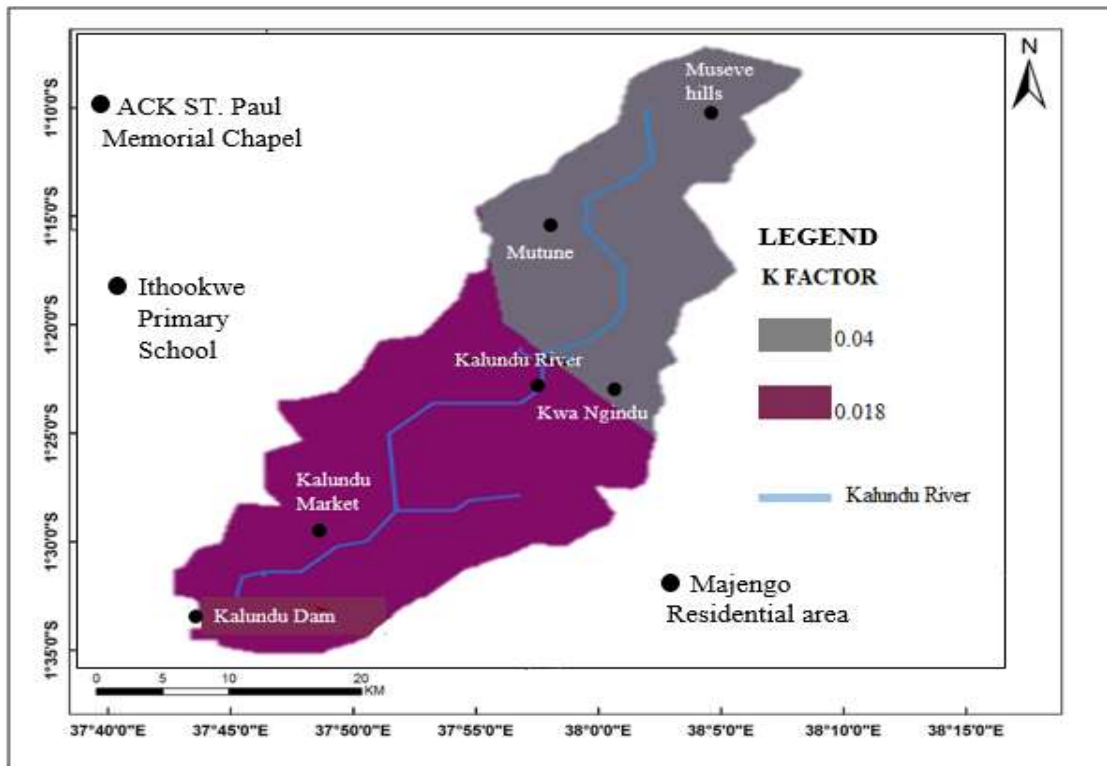 N
Museve
hills
ACK ST. Paul
Memorial Chapel
Mutune
LEGEND
K FACTOR
0.04
0.018
Kalundu River
Ithookwe
Primary
School
Kalundu River
Kwa Ngindu
Kalundu
Market
Majengo
Residential area
Kalundu Dam
0 5 10 20
KM
1°10'0"S
1°15'0"S
1°20'0"S
1°25'0"S
1°30'0"S
1°35'0"S
37°40'0"E 37°45'0"E 37°50'0"E 37°55'0"E 38°0'0"E 38°5'0"E 38°10'0"E 38°15'0"E